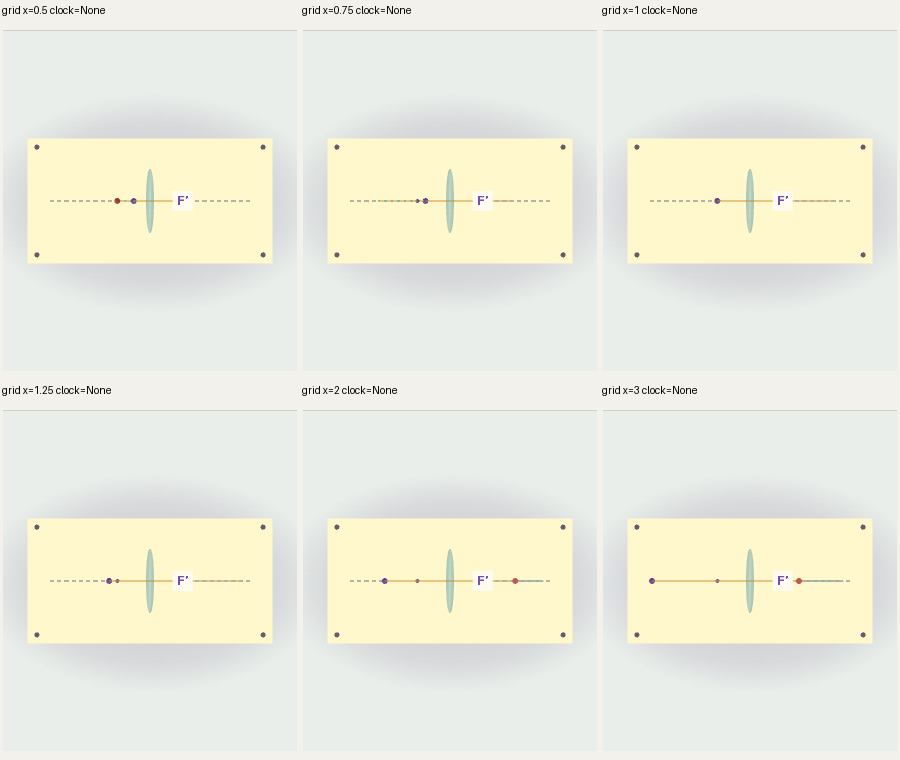 grid x=0.5 clock=None
grid x=0.75 clock=None
grid x=1 clock=None
F’
F’
F’
grid x=1.25 clock=None
grid x=2 clock=None
grid x=3 clock=None
F’
F’
F’